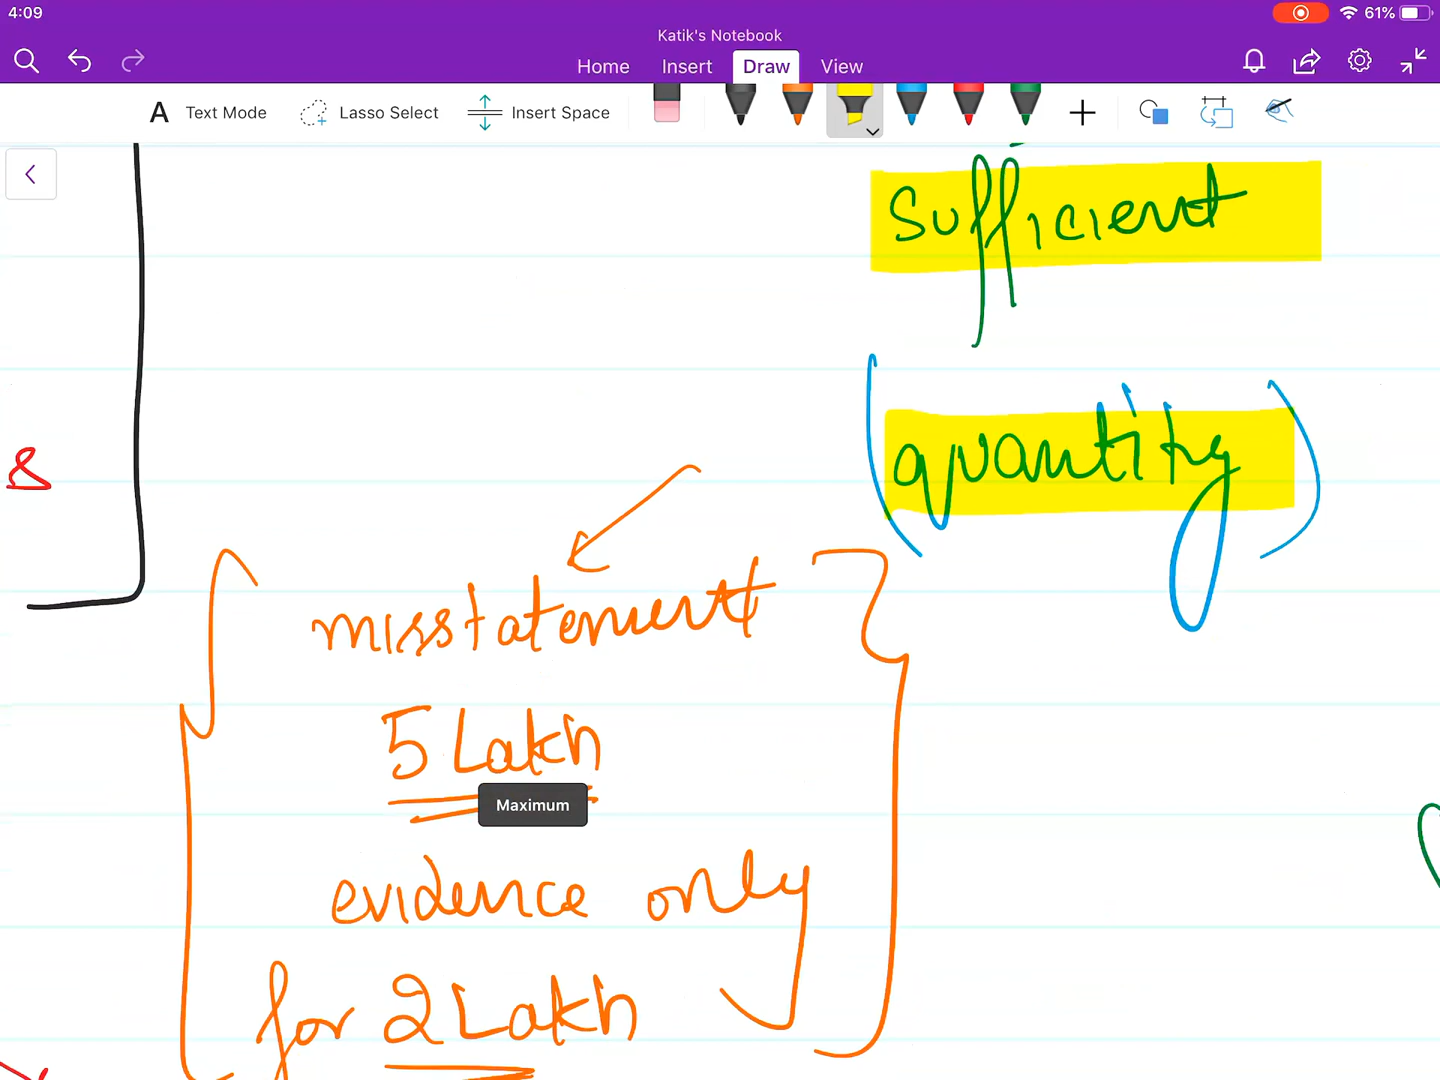 4:09
61%
Katik's Notebook
Home Insert Draw View
A Text Mode Lasso Select Insert Space
sufficient
(quantity)
&
misstatement
5 Lakh
Maximum
evidence only
for 2 Lakh